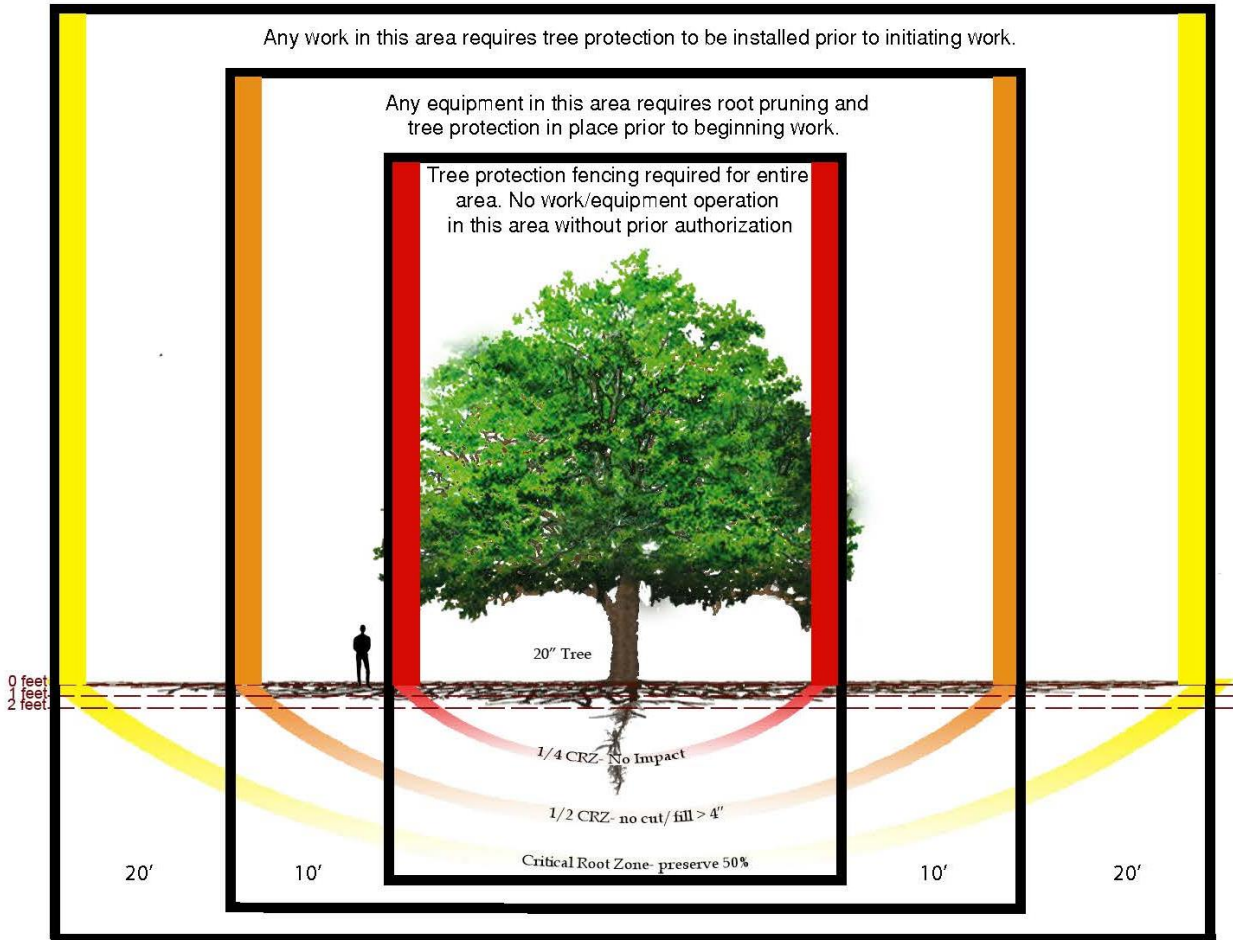 Any work in this area requires tree protection to be installed prior to initiating work.
Any equipment in this area requires root pruning and
tree protection in place prior to beginning work.
Tree protection fencing required for entire
area. No work/equipment operation
in this area without prior authorization
20" Tree
0 feet
1 feet
2 feet
1/4 CRZ- No Impact
1/2 CRZ- no cut/ fill > 4"
Critical Root Zone- preserve 50%
20' 10' 10' 20'